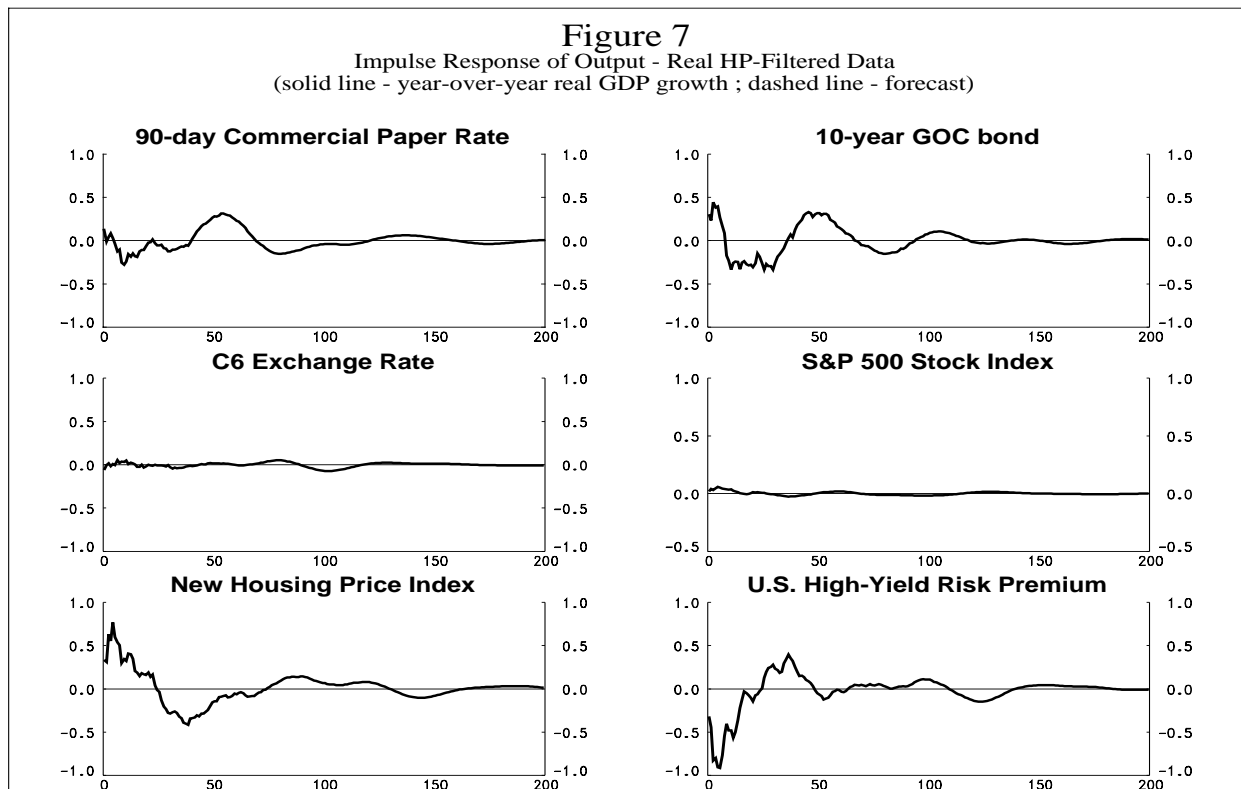 Figure 7
Impulse Response of Output - Real HP-Filtered Data
(solid line - year-over-year real GDP growth ; dashed line - forecast)
90-day Commercial Paper Rate
1.0 1.0
0.5 0.5
0.0 0.0
-0.5 -0.5
-1.0 -1.0
0 50 100 150 200
10-year GOC bond
1.0 1.0
0.5 0.5
0.0 0.0
-0.5 -0.5
-1.0 -1.0
0 50 100 150 200
C6 Exchange Rate
1.0 1.0
0.5 0.5
0.0 0.0
-0.5 -0.5
-1.0 -1.0
0 50 100 150 200
S&P 500 Stock Index
1.0 1.0
0.5 0.5
0.0 0.0
-0.5 -0.5
0 50 100 150 200
New Housing Price Index
1.0 1.0
0.5 0.5
0.0 0.0
-0.5 -0.5
-1.0 -1.0
0 50 100 150 200
U.S. High-Yield Risk Premium
1.0 1.0
0.5 0.5
0.0 0.0
-0.5 -0.5
-1.0 -1.0
0 50 100 150 200